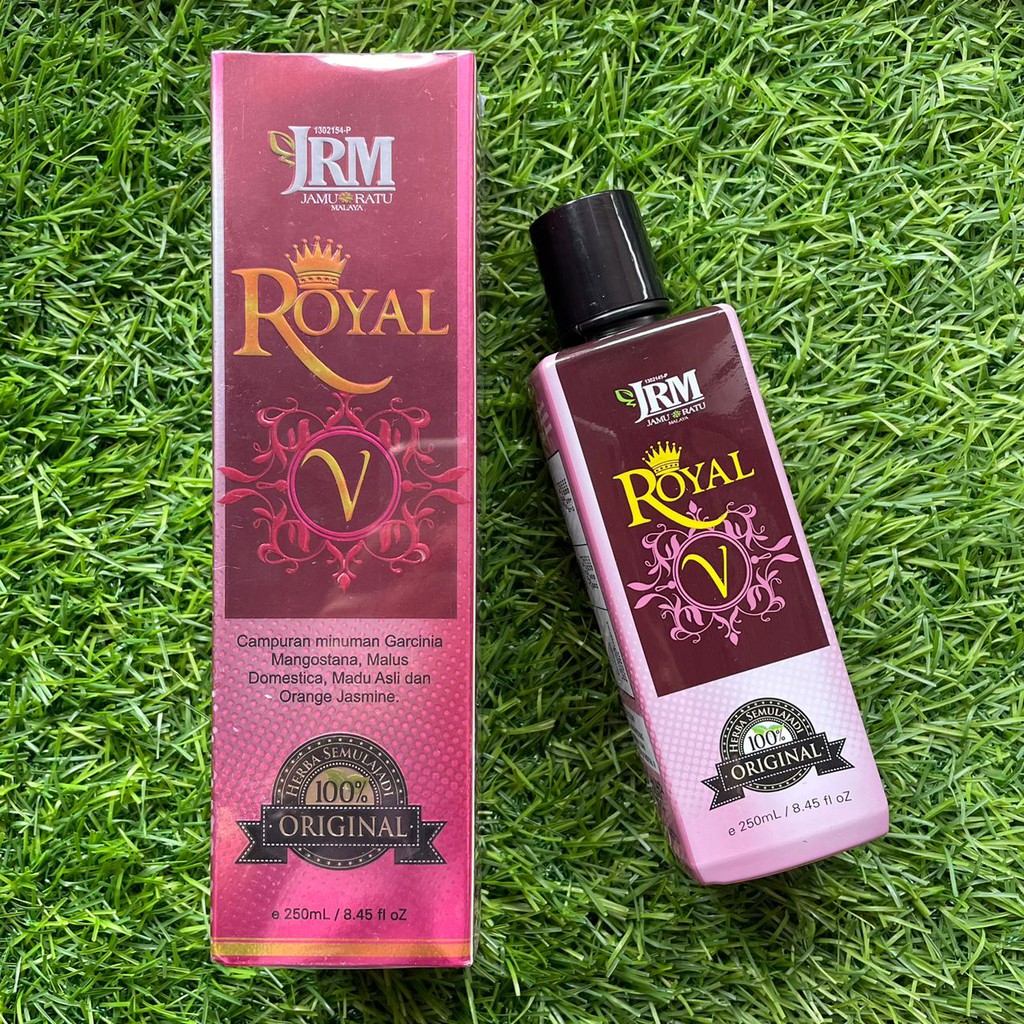 1302154-P
JRM
JAMU RATU
MALAYA
ROYAL
V
Campuran minuman Garcinia
Mangostana, Malus
Domestica, Madu Asli dan
Orange Jasmine.
HERBA SEMULAJADI
100%
ORIGINAL
e 250mL / 8.45 fl oZ
1302145-P
JRM
JAMU RATU
MALAYA
ROYAL
V
HERBA SEMULAJADI
100%
ORIGINAL
e 250mL / 8.45 fl oZ